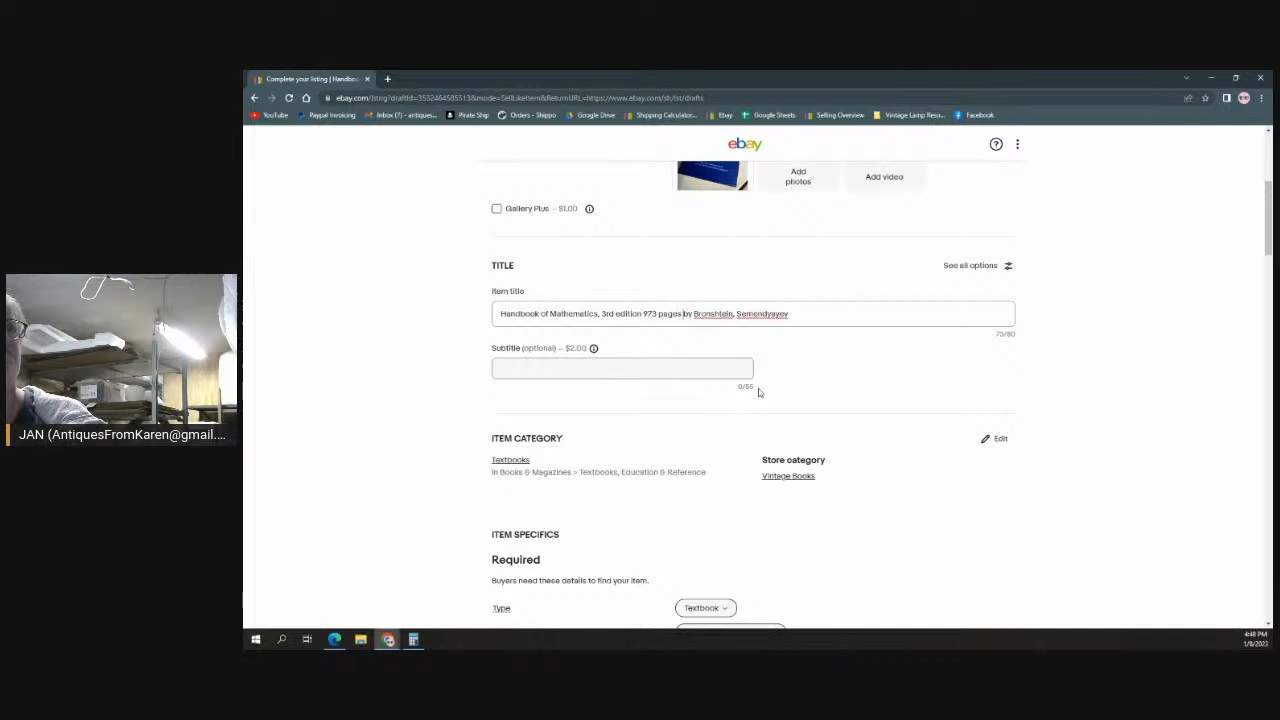 Complete your listing | Handboo
ebay.com/lstng?draftId=3532464585513&mode=SellLikeItem&ReturnURL=https://www.ebay.com/sh/lst/drafts
YouTube Paypal Invoicing Inbox (7) - antiques... Pirate Ship Orders - Shippo Google Drive Shipping Calculator... Ebay Google Sheets Selling Overview Vintage Lamp Reso... Facebook
ebay
Add photos
Add video
Gallery Plus – $1.00
TITLE
See all options
Item title
Handbook of Mathematics, 3rd edition 973 pages by Bronshtein, Semendyayev
73/80
Subtitle (optional) – $2.00
0/55
ITEM CATEGORY
Edit
Textbooks
In Books & Magazines > Textbooks, Education & Reference
Store category
Vintage Books
ITEM SPECIFICS
Required
Buyers need these details to find your item.
Type
Textbook
JAN (AntiquesFromKaren@gmail....
4:48 PM
1/8/2023